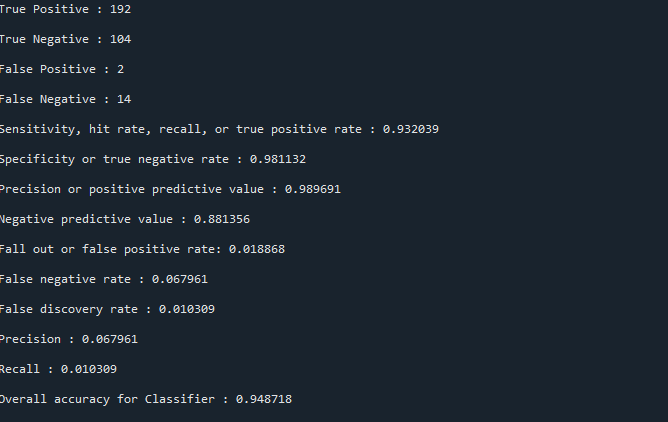 True Positive : 192
True Negative : 104
False Positive : 2
False Negative : 14
Sensitivity, hit rate, recall, or true positive rate : 0.932039
Specificity or true negative rate : 0.981132
Precision or positive predictive value : 0.989691
Negative predictive value : 0.881356
Fall out or false positive rate: 0.018868
False negative rate : 0.067961
False discovery rate : 0.010309
Precision : 0.067961
Recall : 0.010309
Overall accuracy for Classifier : 0.948718